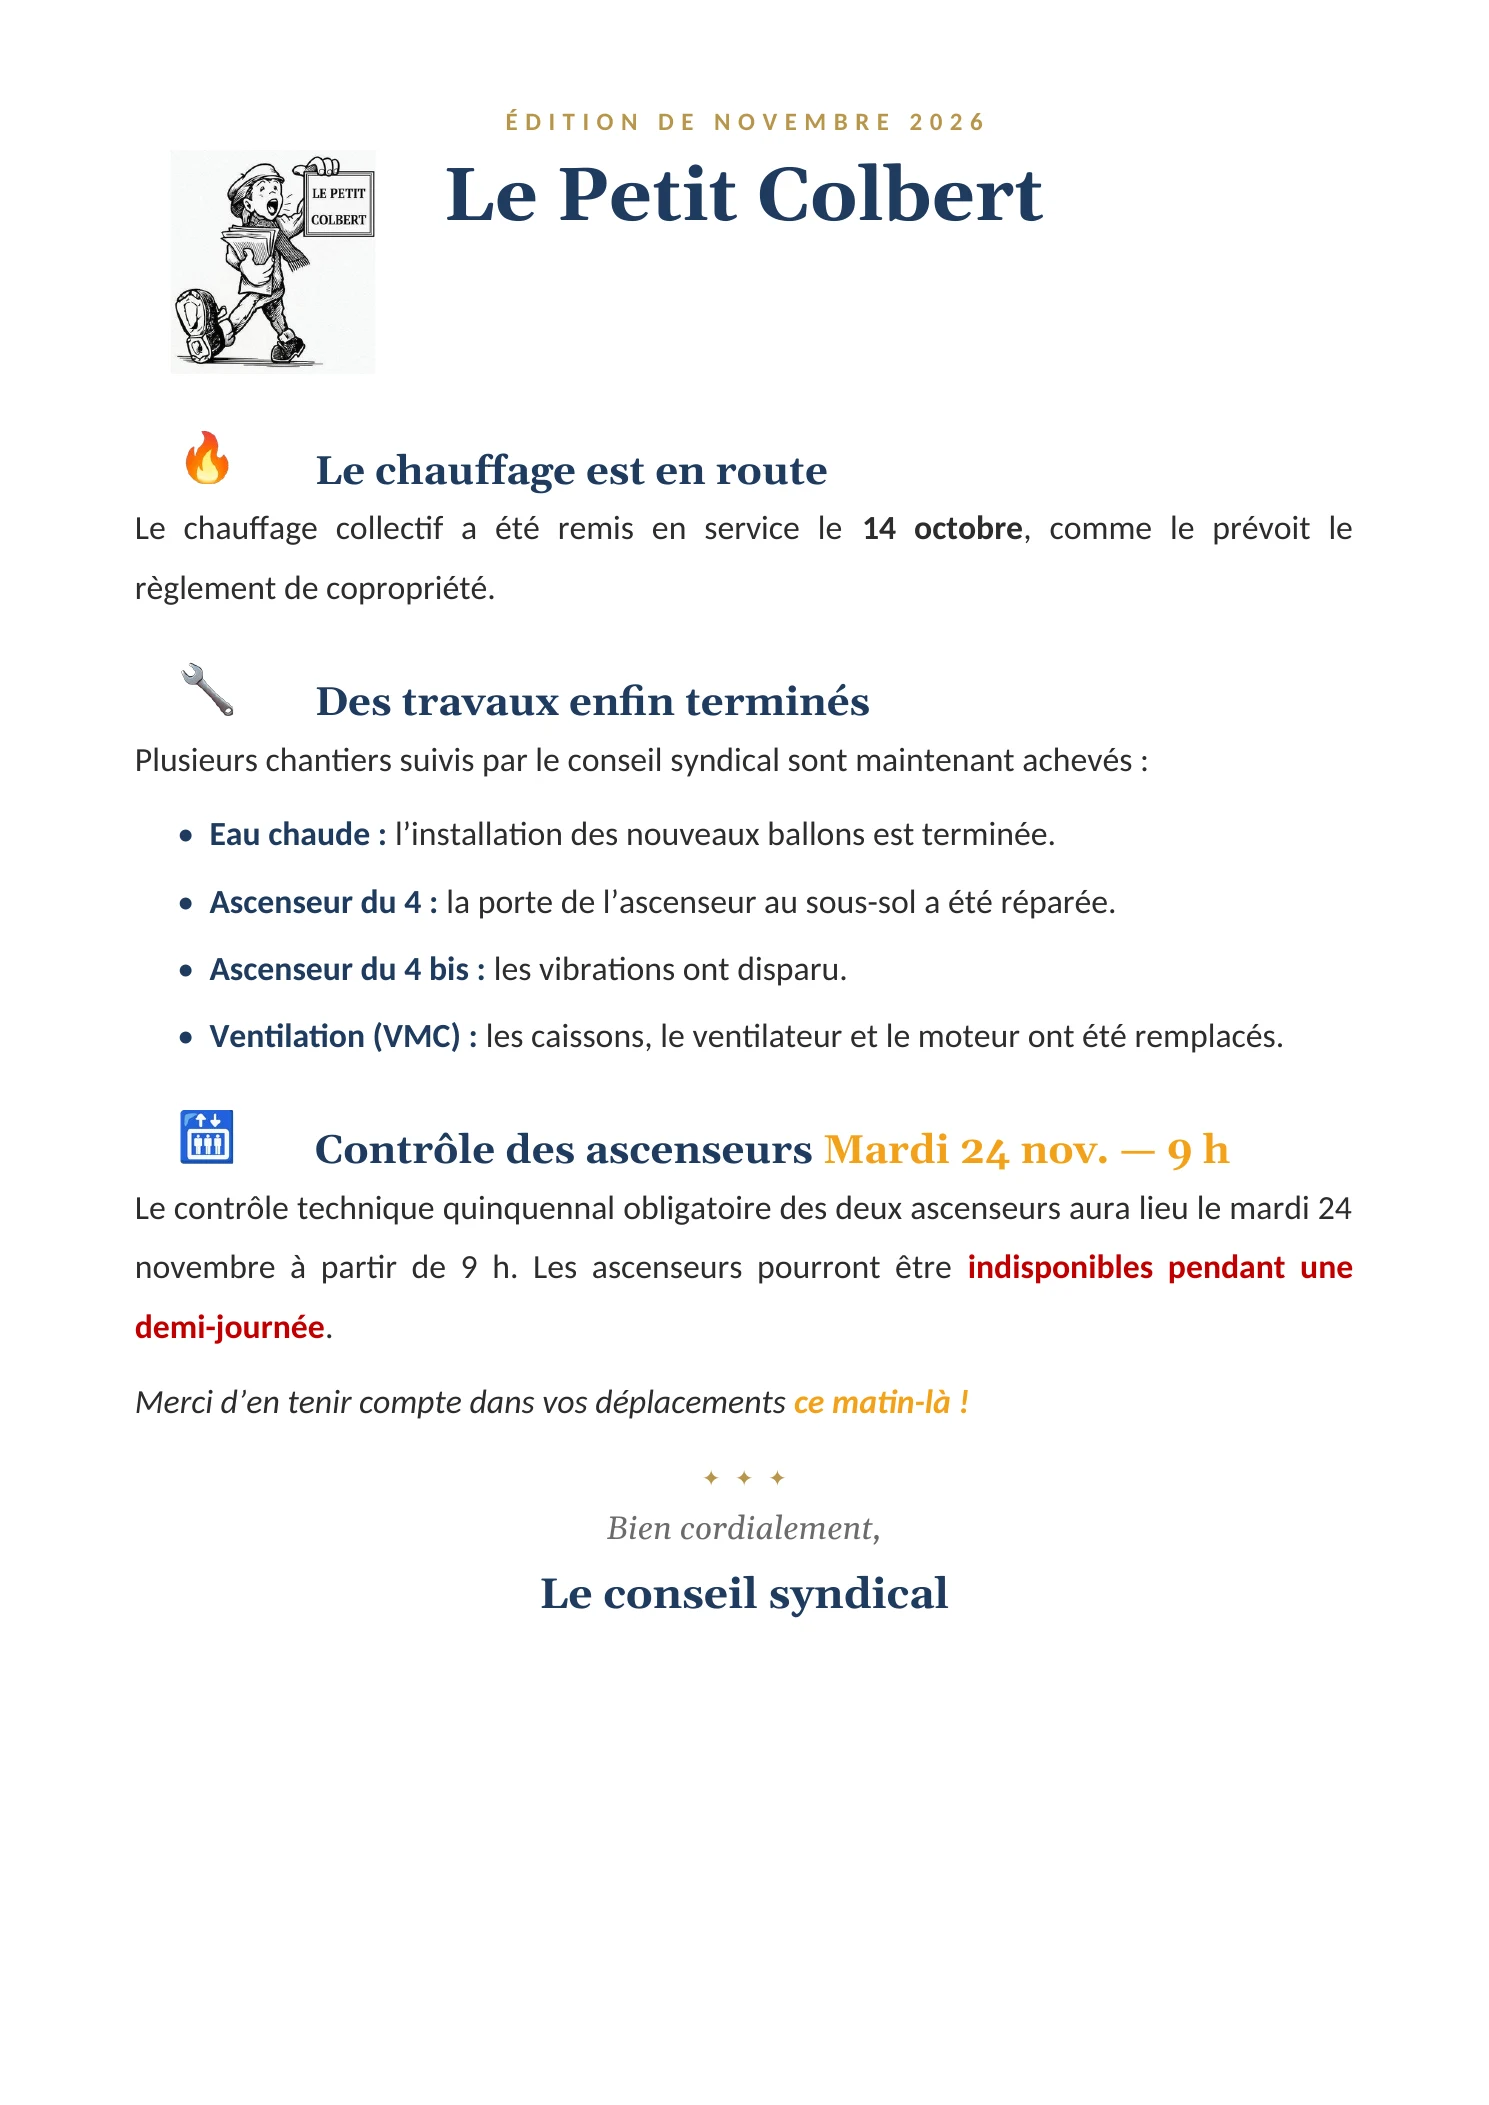 ÉDITION DE NOVEMBRE 2026
LE PETIT
COLBERT
Le Petit Colbert
🔥 Le chauffage est en route
Le chauffage collectif a été remis en service le 14 octobre, comme le prévoit le
règlement de copropriété.
🔧 Des travaux enfin terminés
Plusieurs chantiers suivis par le conseil syndical sont maintenant achevés :
• Eau chaude : l’installation des nouveaux ballons est terminée.
• Ascenseur du 4 : la porte de l’ascenseur au sous-sol a été réparée.
• Ascenseur du 4 bis : les vibrations ont disparu.
• Ventilation (VMC) : les caissons, le ventilateur et le moteur ont été remplacés.
🛗 Contrôle des ascenseurs Mardi 24 nov. — 9 h
Le contrôle technique quinquennal obligatoire des deux ascenseurs aura lieu le mardi 24
novembre à partir de 9 h. Les ascenseurs pourront être indisponibles pendant une
demi-journée.
Merci d’en tenir compte dans vos déplacements ce matin-là !
✦ ✦ ✦
Bien cordialement,
Le conseil syndical